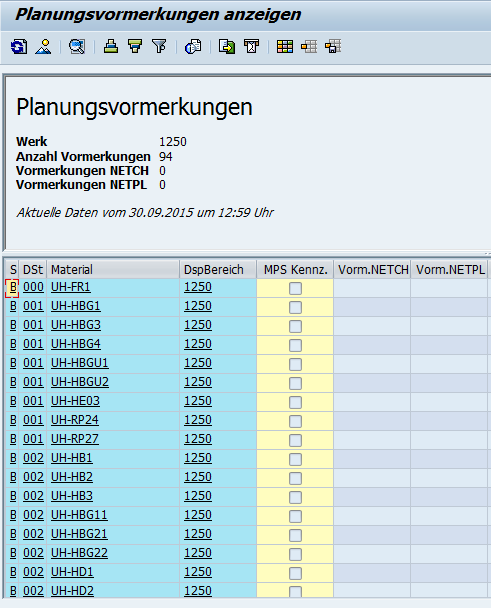 Planungsvormerkungen anzeigen
Planungsvormerkungen
Werk 1250
Anzahl Vormerkungen 94
Vormerkungen NETCH 0
Vormerkungen NETPL 0
Aktuelle Daten vom 30.09.2015 um 12:59 Uhr
S DSt Material DspBereich MPS Kennz. Vorm.NETCH Vorm.NETPL
B 000 UH-FR1 1250
B 001 UH-HBG1 1250
B 001 UH-HBG3 1250
B 001 UH-HBG4 1250
B 001 UH-HBGU1 1250
B 001 UH-HBGU2 1250
B 001 UH-HE03 1250
B 001 UH-RP24 1250
B 001 UH-RP27 1250
B 002 UH-HB1 1250
B 002 UH-HB2 1250
B 002 UH-HB3 1250
B 002 UH-HBG11 1250
B 002 UH-HBG21 1250
B 002 UH-HBG22 1250
B 002 UH-HD1 1250
B 002 UH-HD2 1250